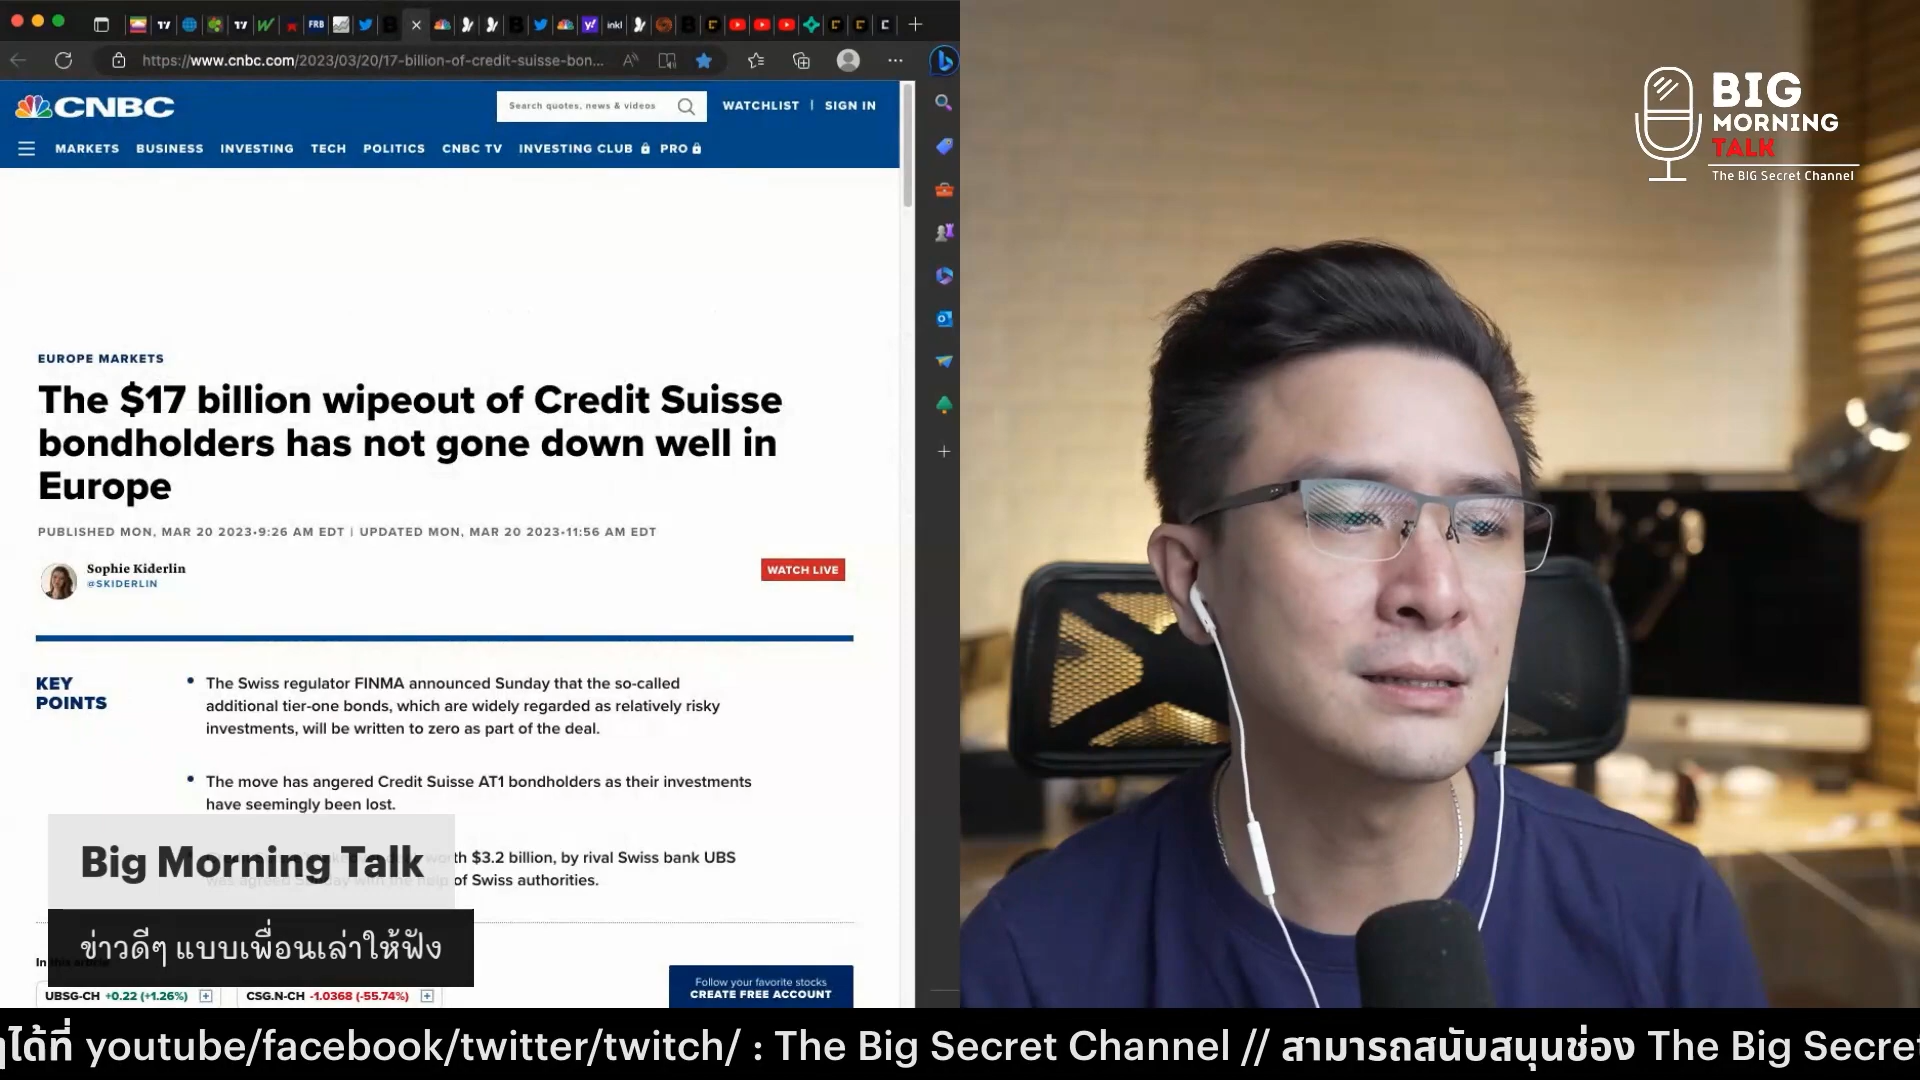 FRB
y!
inkl
https://www.cnbc.com/2023/03/20/17-billion-of-credit-suisse-bon...
CNBC
Search quotes, news & videos
WATCHLIST | SIGN IN
MARKETS BUSINESS INVESTING TECH POLITICS CNBC TV INVESTING CLUB PRO
EUROPE MARKETS
The $17 billion wipeout of Credit Suisse
bondholders has not gone down well in
Europe
PUBLISHED MON, MAR 20 2023•9:26 AM EDT | UPDATED MON, MAR 20 2023•11:56 AM EDT
Sophie Kiderlin
@SKIDERLIN
WATCH LIVE
KEY
POINTS
The Swiss regulator FINMA announced Sunday that the so-called
additional tier-one bonds, which are widely regarded as relatively risky
investments, will be written to zero as part of the deal.
The move has angered Credit Suisse AT1 bondholders as their investments
have seemingly been lost.
$3.2 billion, by rival Swiss bank UBS
of Swiss authorities.
Big Morning Talk
ข่าวดีๆ แบบเพื่อนเล่าให้ฟัง
UBSG-CH +0.22 (+1.26%)
CSG.N-CH -1.0368 (-55.74%)
Follow your favorite stocks
CREATE FREE ACCOUNT
BIG
MORNING
TALK
The BIG Secret Channel
ๆได้ที่ youtube/facebook/twitter/twitch/ : The Big Secret Channel // สามารถสนับสนุนช่อง The Big Secre